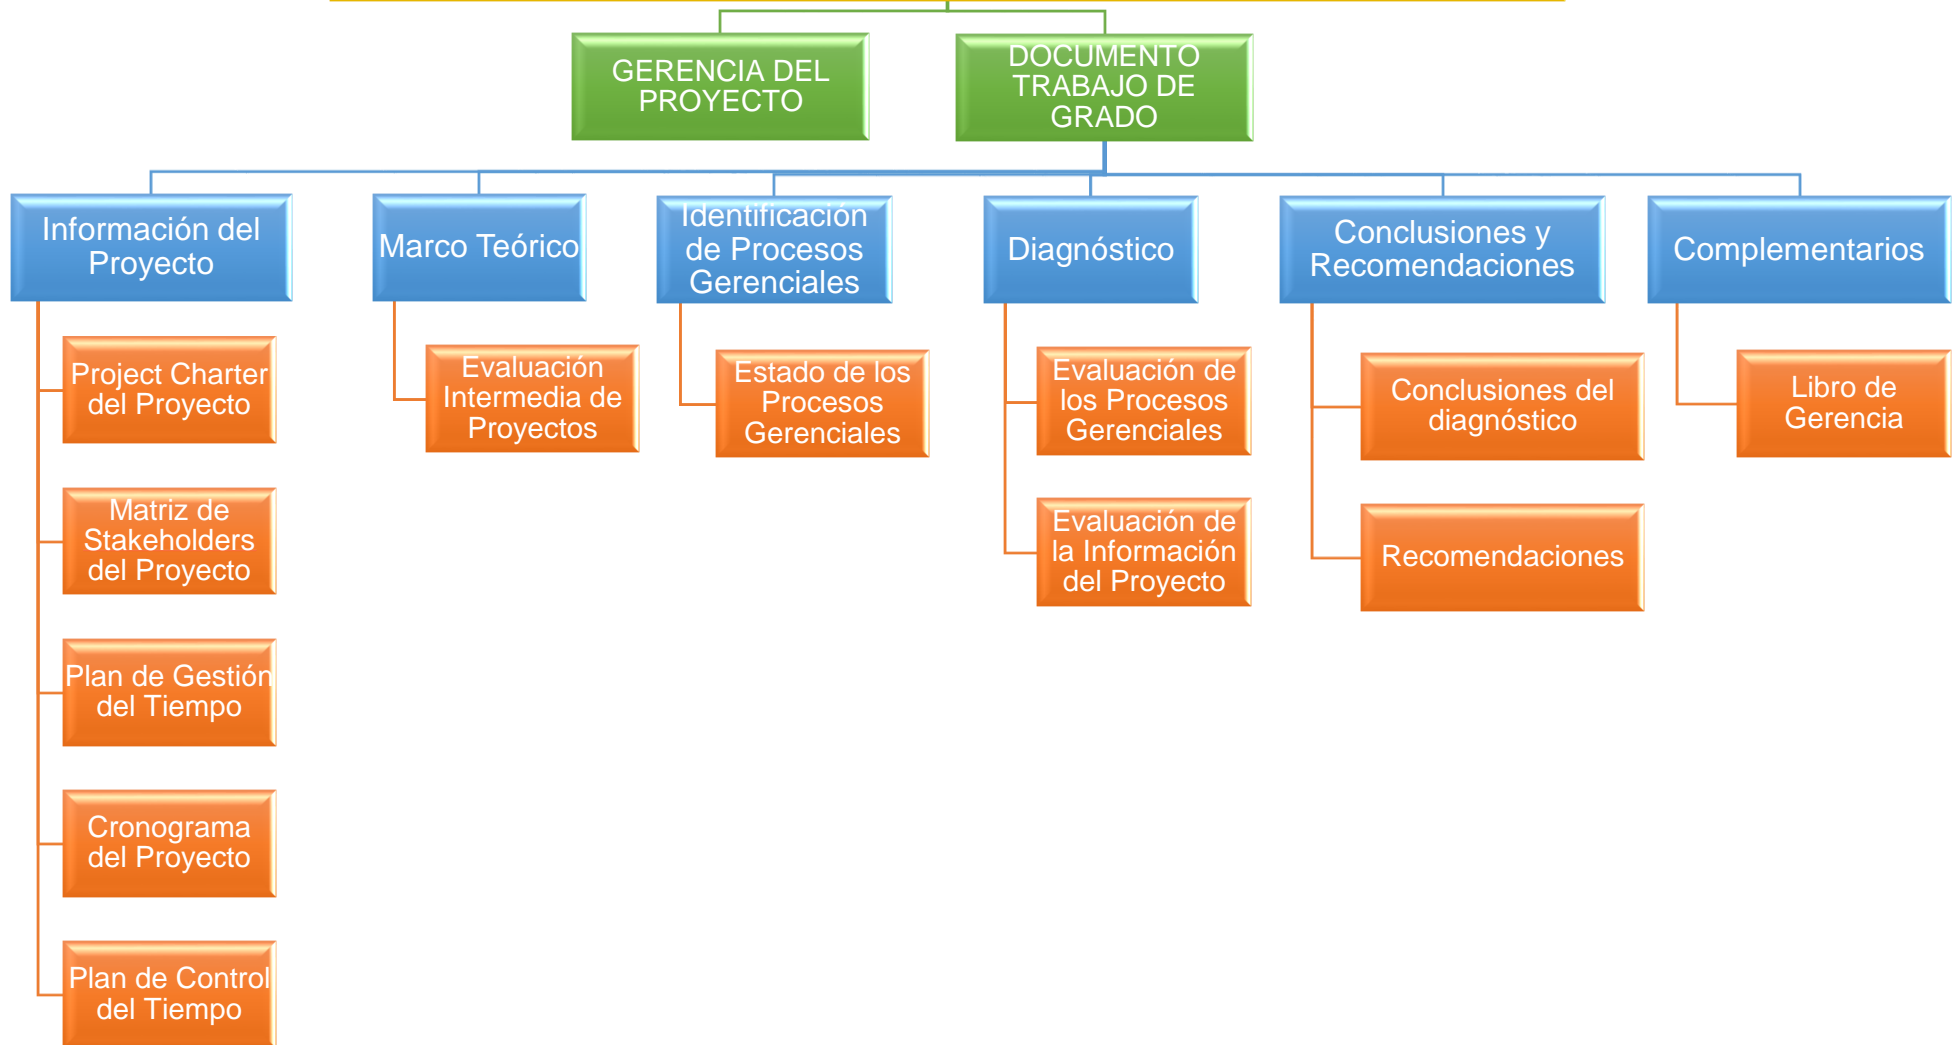 GERENCIA DEL
PROYECTO
DOCUMENTO
TRABAJO DE
GRADO
Información del
Proyecto
Marco Teórico
Identificación
de Procesos
Gerenciales
Diagnóstico
Conclusiones y
Recomendaciones
Complementarios
Project Charter
del Proyecto
Matriz de
Stakeholders
del Proyecto
Plan de Gestión
del Tiempo
Cronograma
del Proyecto
Plan de Control
del Tiempo
Evaluación
Intermedia de
Proyectos
Estado de los
Procesos
Gerenciales
Evaluación de
los Procesos
Gerenciales
Evaluación de
la Información
del Proyecto
Conclusiones del
diagnóstico
Recomendaciones
Libro de
Gerencia